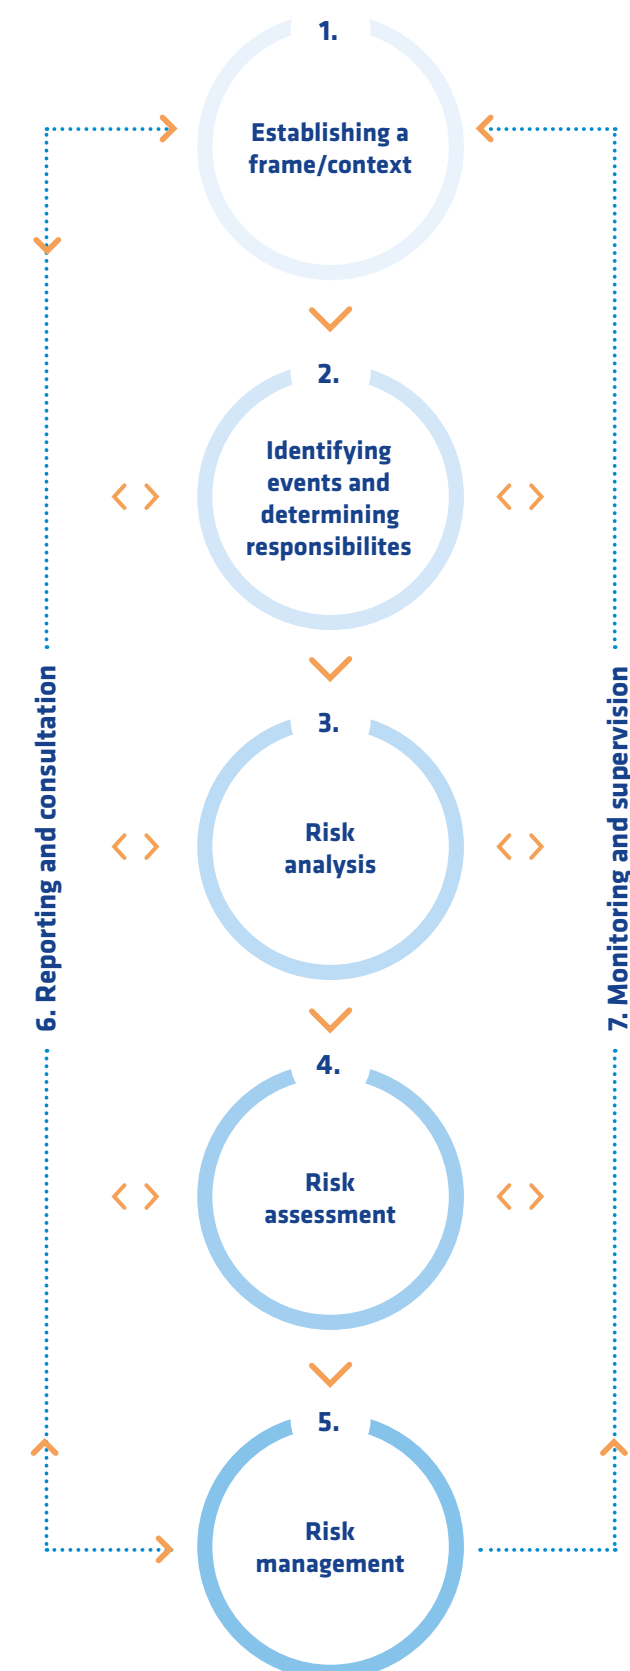 1.
Establishing a
frame/context
2.
Identifying
events and
determining
responsibilites
3.
Risk
analysis
4.
Risk
assessment
5.
Risk
management
6. Reporting and consultation
7. Monitoring and supervision